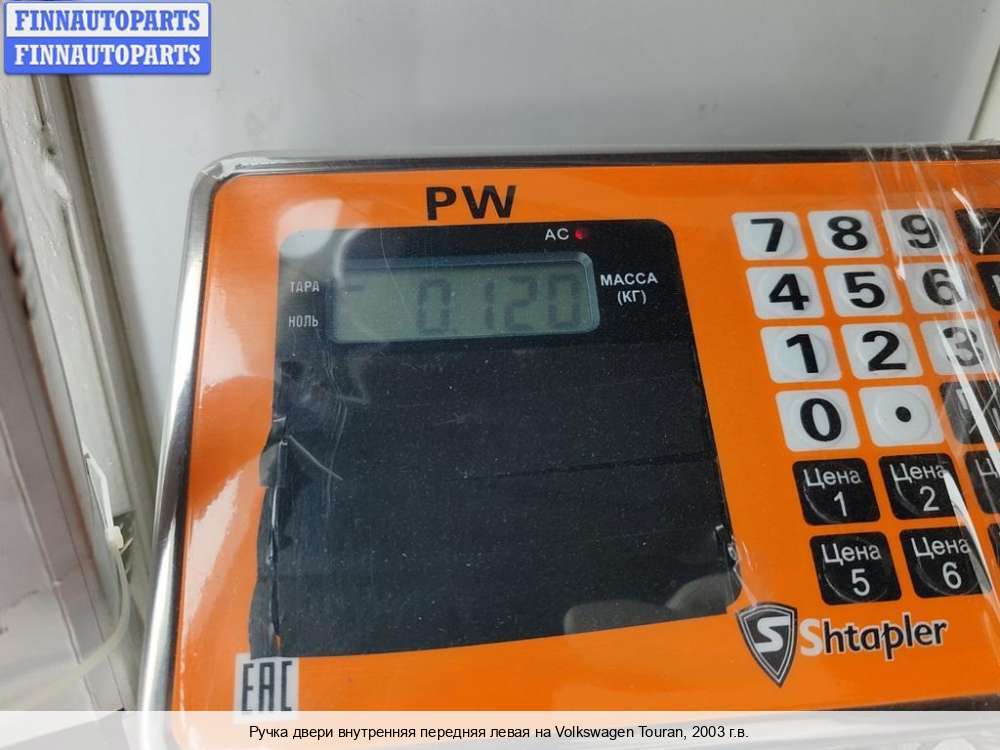 FINNAUTOPARTS
FINNAUTOPARTS
PW
AC
ТАРА
НОЛЬ
0.120
МАССА
(КГ)
7 8 9
4 5 6
1 2 3
0 •
Цена 1
Цена 2
Цена 5
Цена 6
S Shtapler
EAC
Ручка двери внутренняя передняя левая на Volkswagen Touran, 2003 г.в.